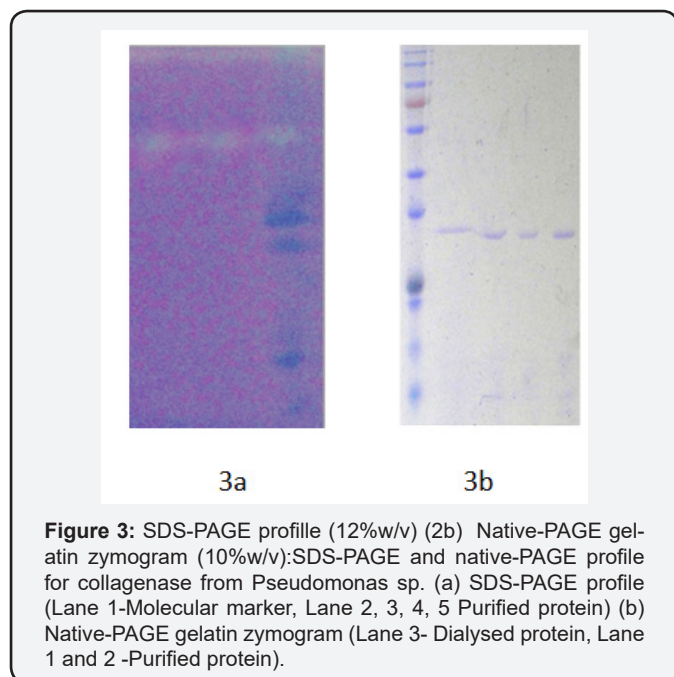 3a 3b
Figure 3: SDS-PAGE profille (12%w/v) (2b) Native-PAGE gel-
atin zymogram (10%w/v):SDS-PAGE and native-PAGE profile
for collagenase from Pseudomonas sp. (a) SDS-PAGE profile
(Lane 1-Molecular marker, Lane 2, 3, 4, 5 Purified protein) (b)
Native-PAGE gelatin zymogram (Lane 3- Dialysed protein, Lane
1 and 2 -Purified protein).